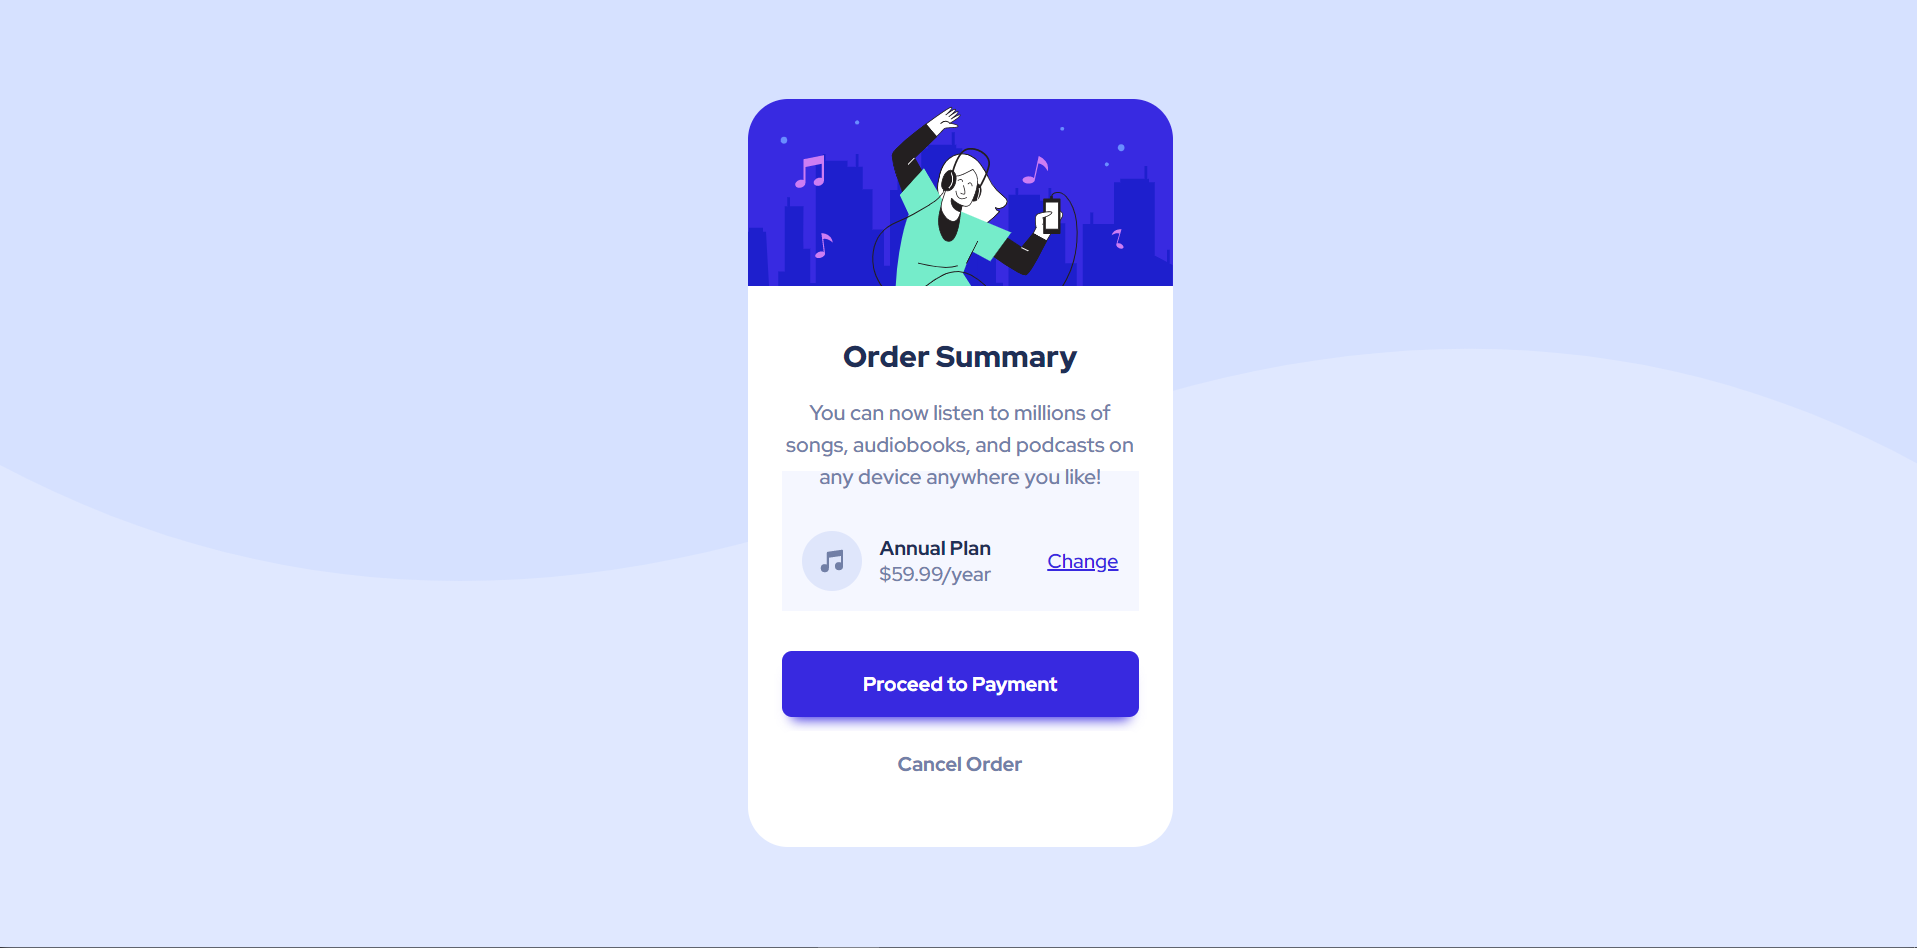 Order Summary
You can now listen to millions of
songs, audiobooks, and podcasts on
any device anywhere you like!
Annual Plan
$59.99/year
Change
Proceed to Payment
Cancel Order